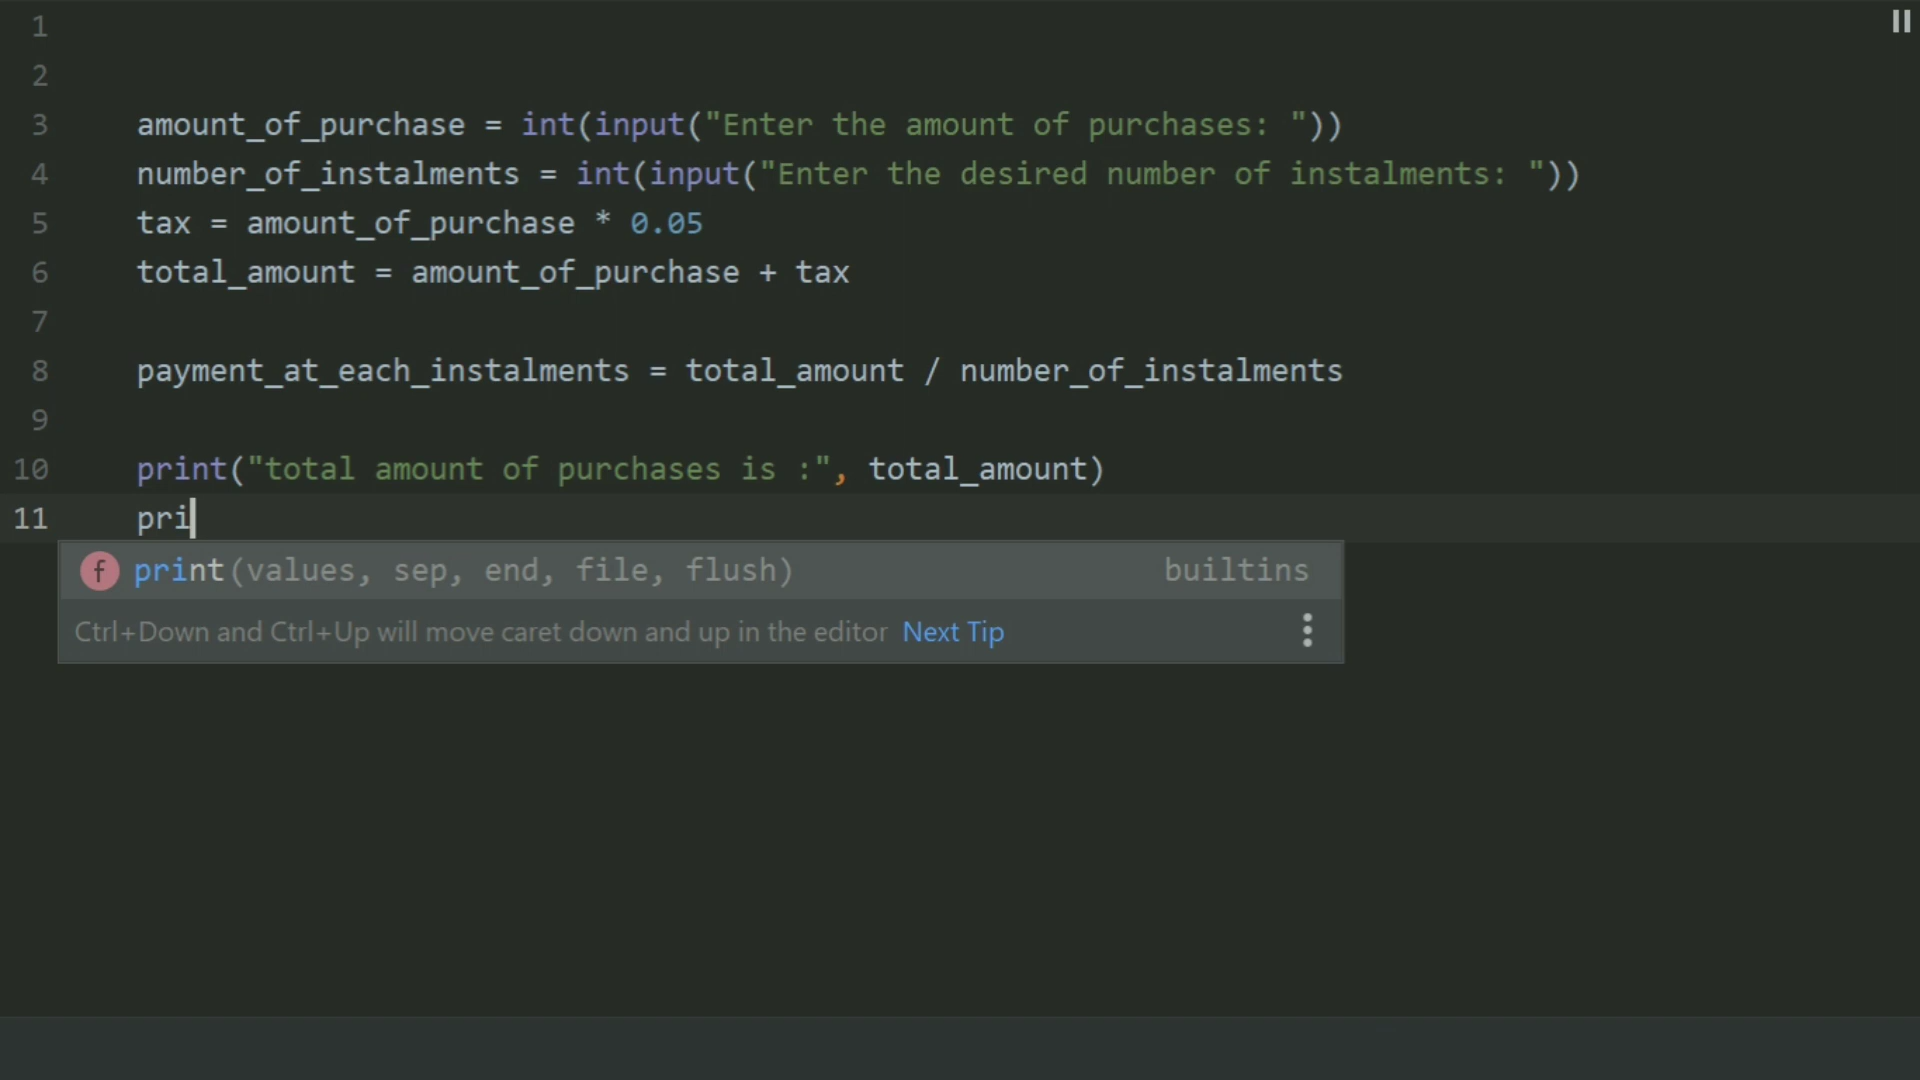 1
2
3 amount_of_purchase = int(input("Enter the amount of purchases: "))
4 number_of_instalments = int(input("Enter the desired number of instalments: "))
5 tax = amount_of_purchase * 0.05
6 total_amount = amount_of_purchase + tax
7
8 payment_at_each_instalments = total_amount / number_of_instalments
9
10 print("total amount of purchases is :", total_amount)
11 pri
f print(values, sep, end, file, flush) builtins
Ctrl+Down and Ctrl+Up will move caret down and up in the editor Next Tip